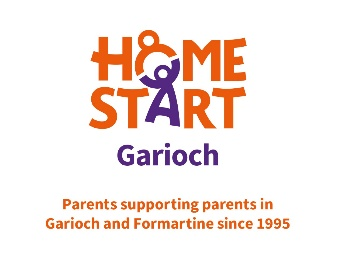 HOME
START
Garioch
Parents supporting parents in
Garioch and Formartine since 1995